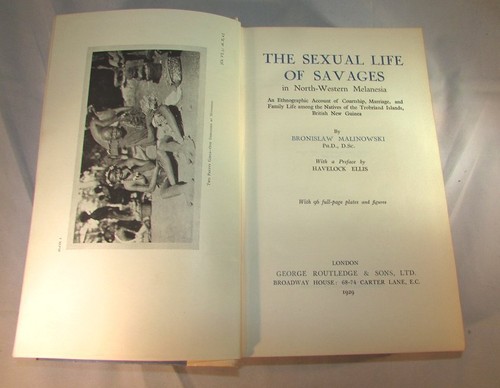 THE SEXUAL LIFE
OF SAVAGES
in North-Western Melanesia
An Ethnographic Account of Courtship, Marriage, and
Family Life among the Natives of the Trobriand Islands,
British New Guinea
By
BRONISLAW MALINOWSKI
PH.D., D.Sc.
With a Preface by
HAVELOCK ELLIS
With 96 full-page plates and figures
LONDON
GEORGE ROUTLEDGE & SONS, LTD.
BROADWAY HOUSE: 68-74 CARTER LANE, E.C.
1929